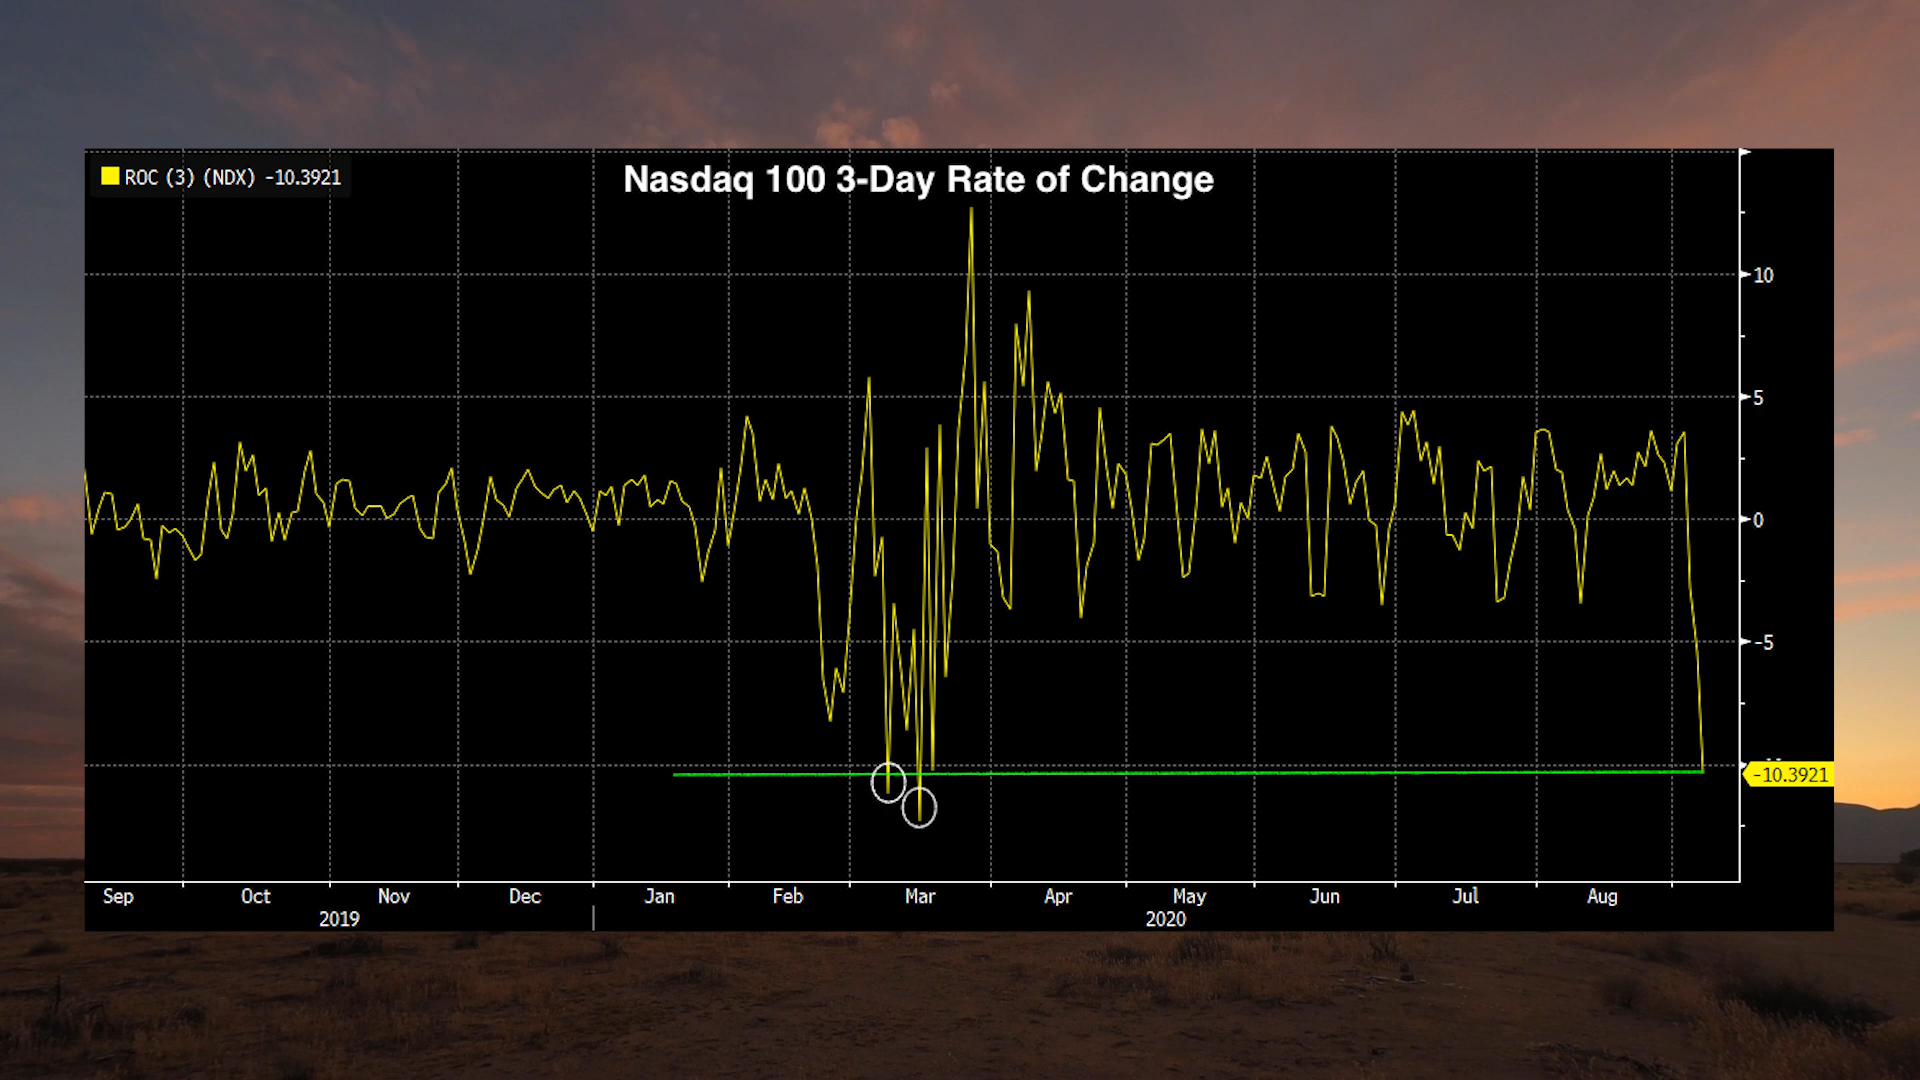 ROC (3) (NDX) -10.3921
Nasdaq 100 3-Day Rate of Change
10
5
0
-5
-10.3921
Sep Oct Nov Dec Jan Feb Mar Apr May Jun Jul Aug
2019 2020